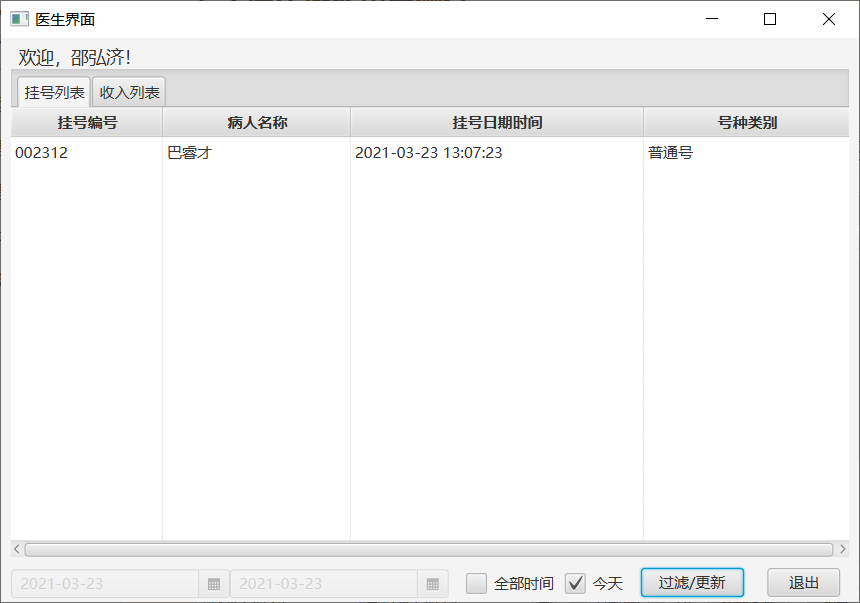 医生界面
欢迎，邵弘济！
挂号列表 收入列表
挂号编号 病人名称 挂号日期时间 号种类别
002312 巴睿才 2021-03-23 13:07:23 普通号
2021-03-23 2021-03-23 全部时间 今天 过滤/更新 退出